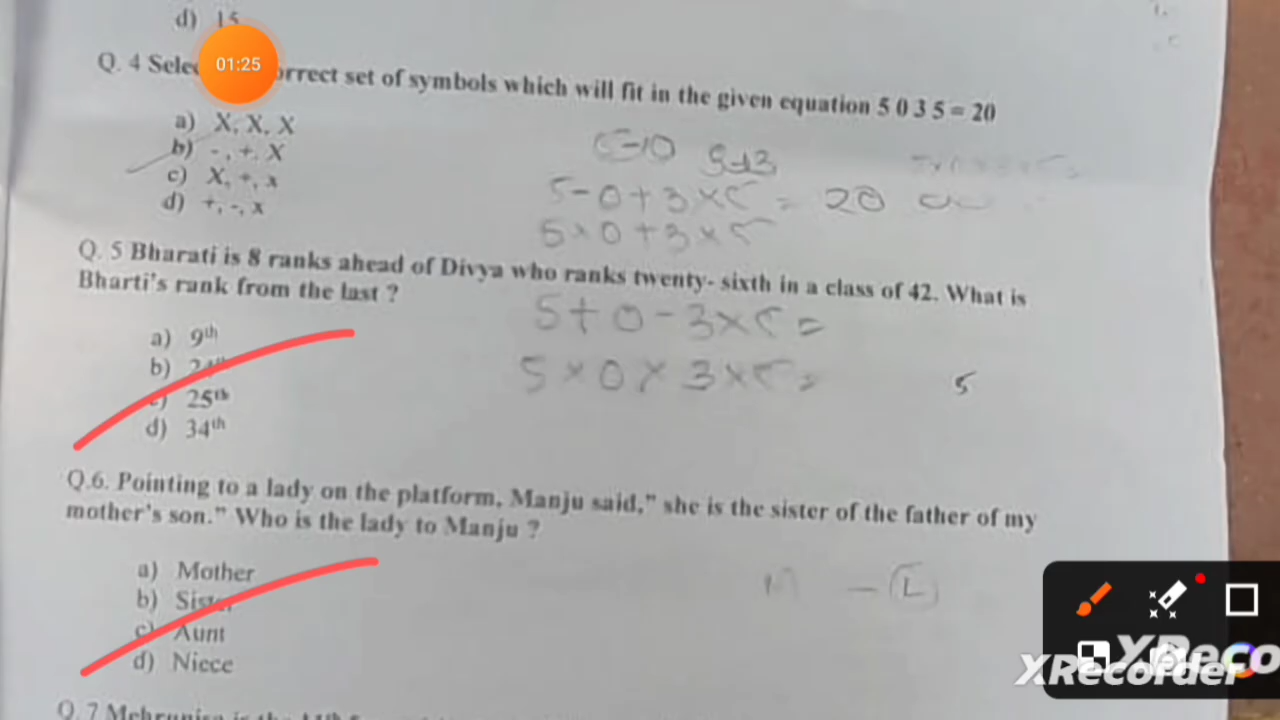 d) 15
Q. 4 01:25 orrect set of symbols which will fit in the given equation 5 0 3 5 = 20
a) X, X, X
b) -, +, X
c) X, +, x
d) +, -, x
5-0+3×5 = 20
5×0+3×5
Q. 5 Bharati is 8 ranks ahead of Divya who ranks twenty- sixth in a class of 42. What is
Bharti's rank from the last ?
5+0-3×5=
5×0×3×5=
5
a) 9th
b)
c) 25th
d) 34th
Q.6. Pointing to a lady on the platform, Manju said," she is the sister of the father of my
mother's son." Who is the lady to Manju ?
a) Mother
b) Sister
c) Aunt
d) Niece
M - L
Q. 7
XRecorder